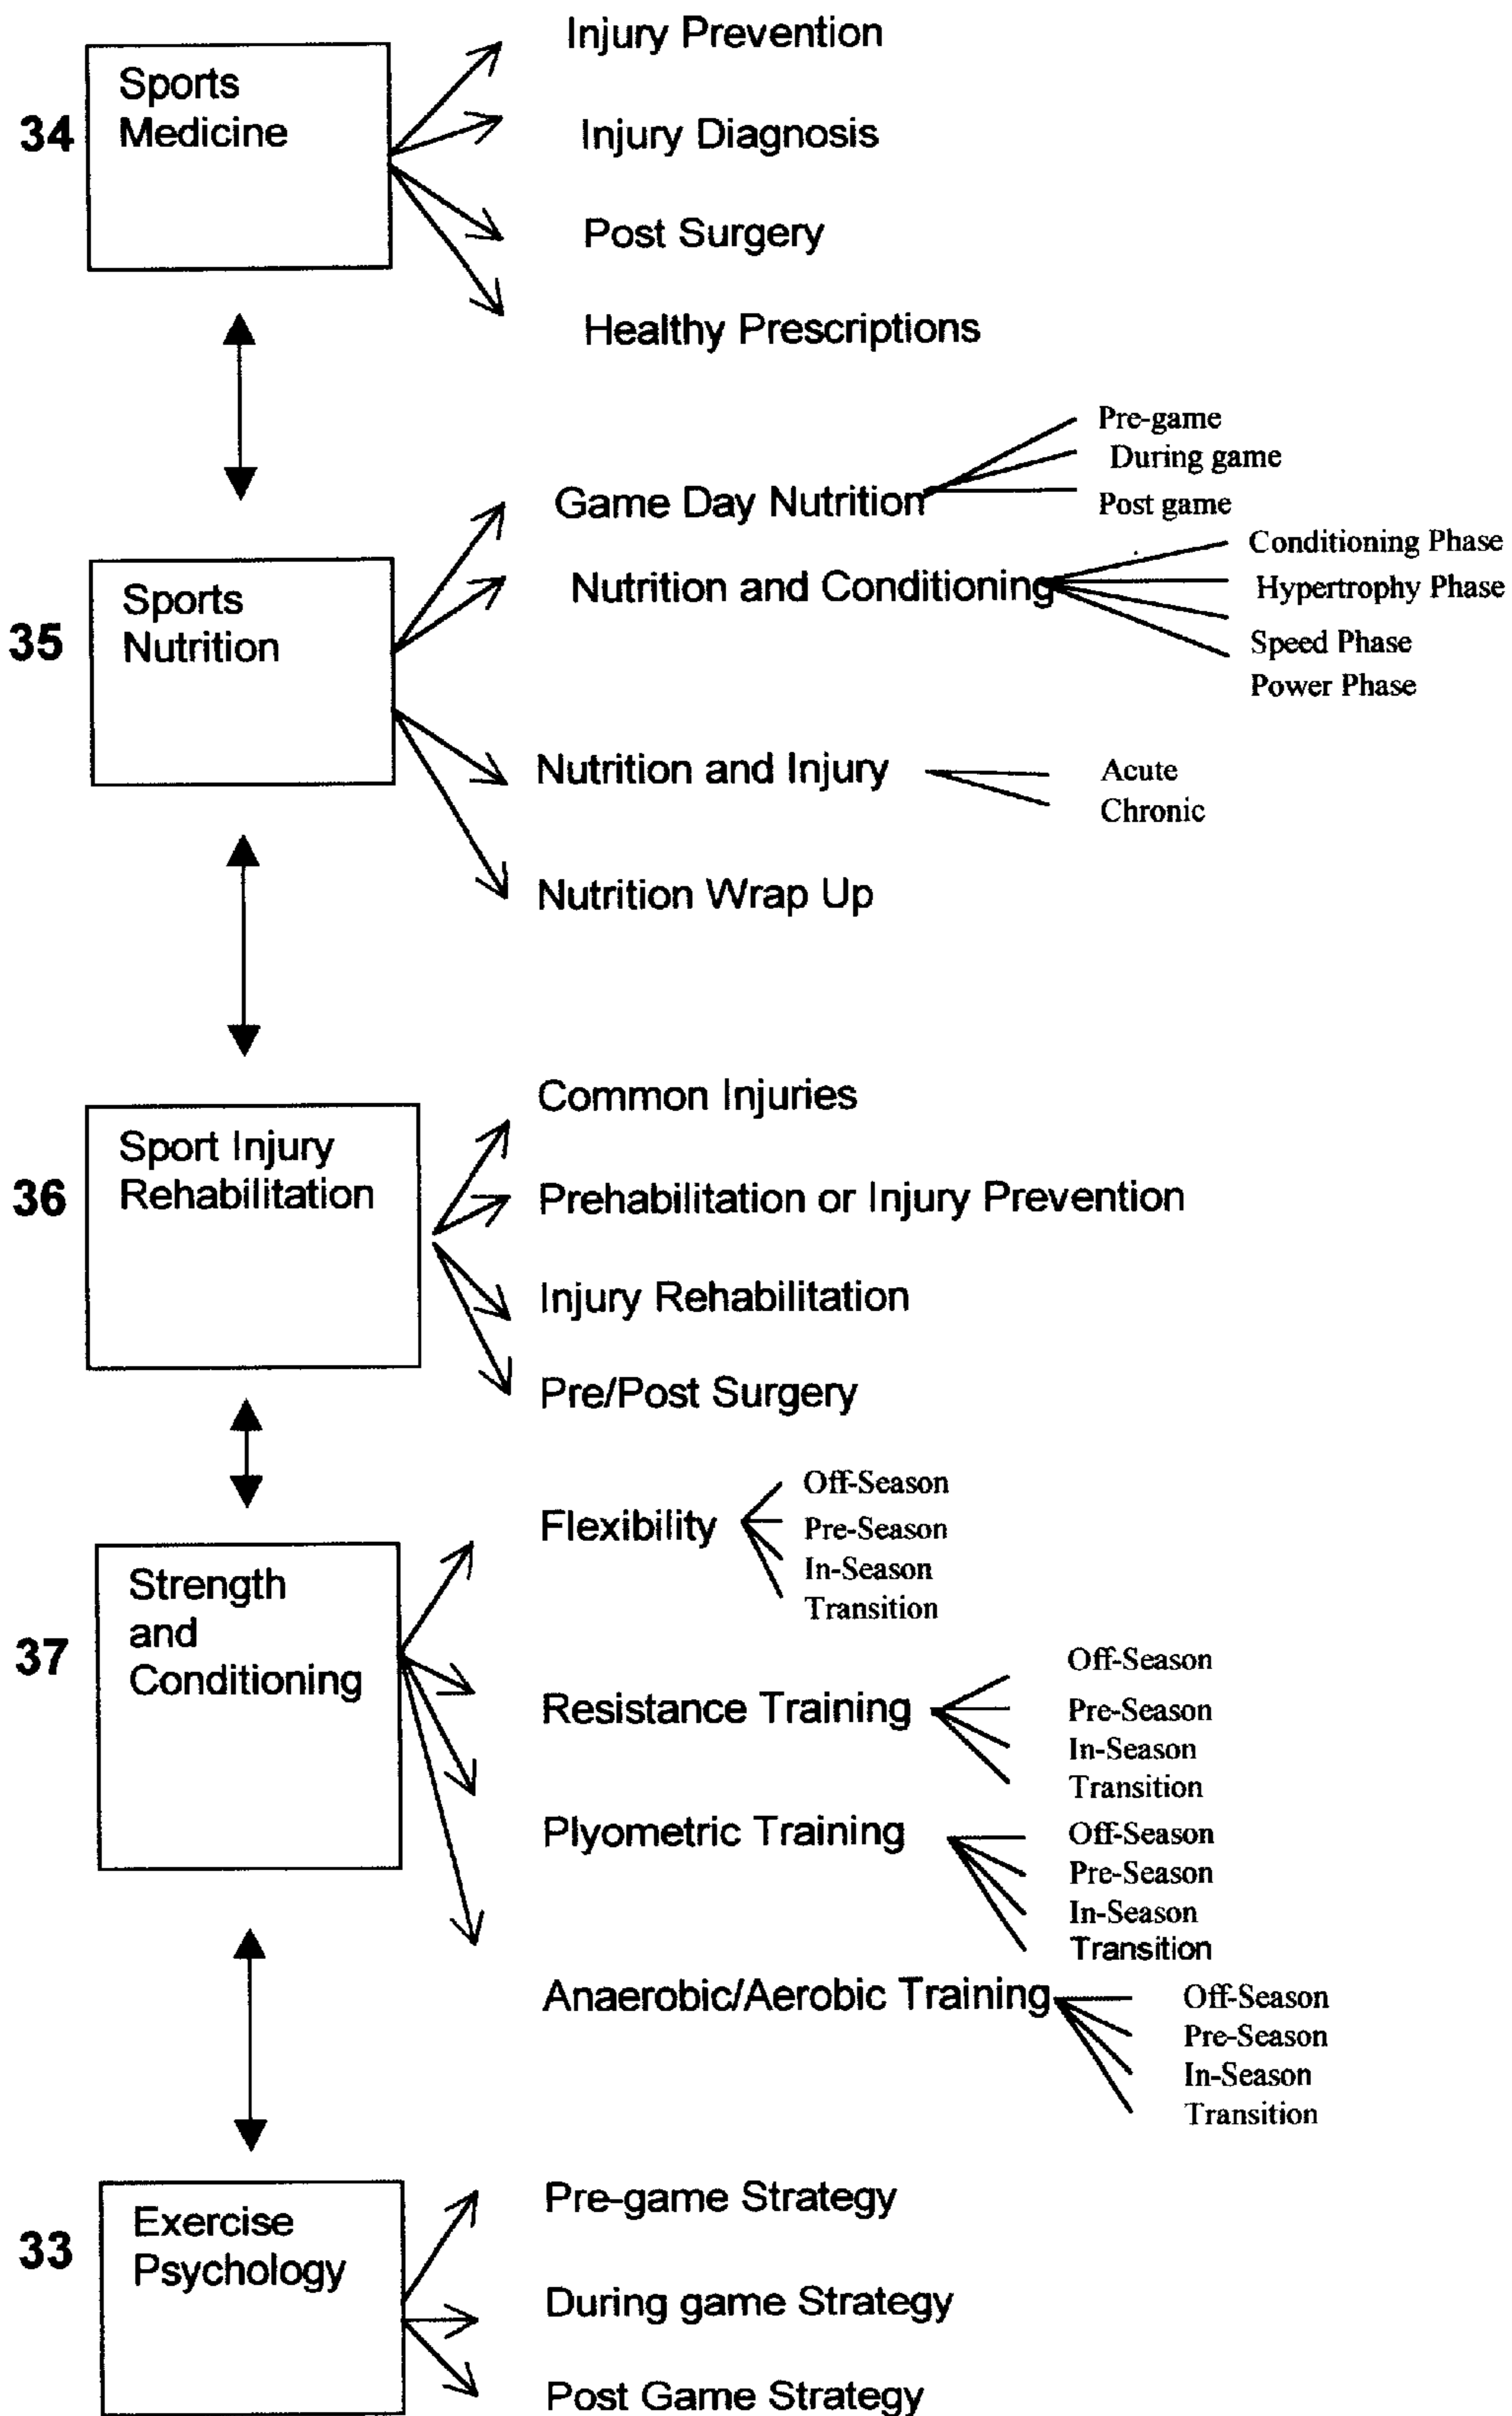 Injury Prevention
34
Sports
Medicine
Injury Diagnosis
Post Surgery
Healthy Prescriptions
Pre-game
During game
Game Day Nutrition
Post game
Conditioning Phase
35
Sports
Nutrition
Nutrition and Conditioning
Hypertrophy Phase
Speed Phase
Power Phase
Nutrition and Injury
Acute
Chronic
Nutrition Wrap Up
Common Injuries
36
Sport Injury
Rehabilitation
Prehabilitation or Injury Prevention
Injury Rehabilitation
Pre/Post Surgery
Flexibility
Off-Season
Pre-Season
In-Season
Transition
37
Strength
and
Conditioning
Resistance Training
Off-Season
Pre-Season
In-Season
Transition
Plyometric Training
Off-Season
Pre-Season
In-Season
Transition
Anaerobic/Aerobic Training
Off-Season
Pre-Season
In-Season
Transition
33
Exercise
Psychology
Pre-game Strategy
During game Strategy
Post Game Strategy